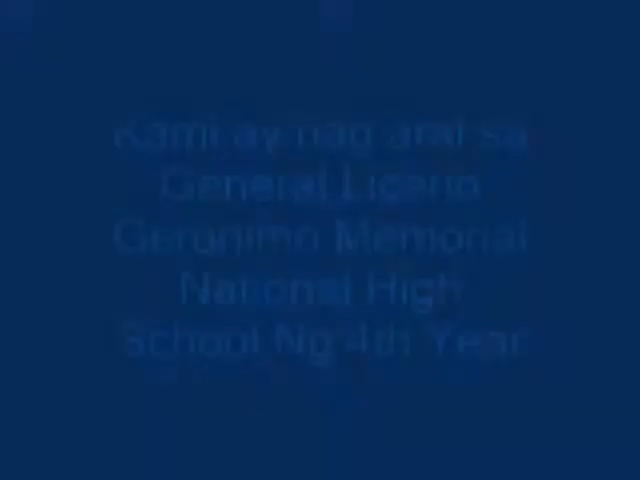 Kami ay nag aral sa
General Licerio
Geronimo Memorial
National High
School Ng 4th Year